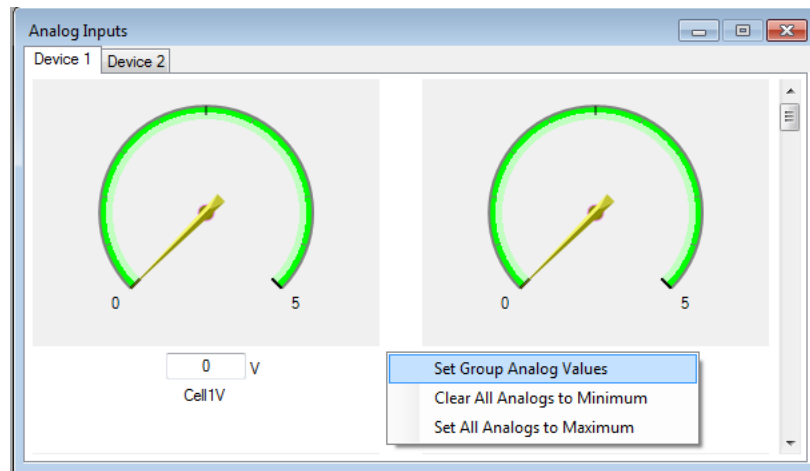 Analog Inputs
Device 1 Device 2
0 5 0 5
0 V
Cell1V
Set Group Analog Values
Clear All Analogs to Minimum
Set All Analogs to Maximum